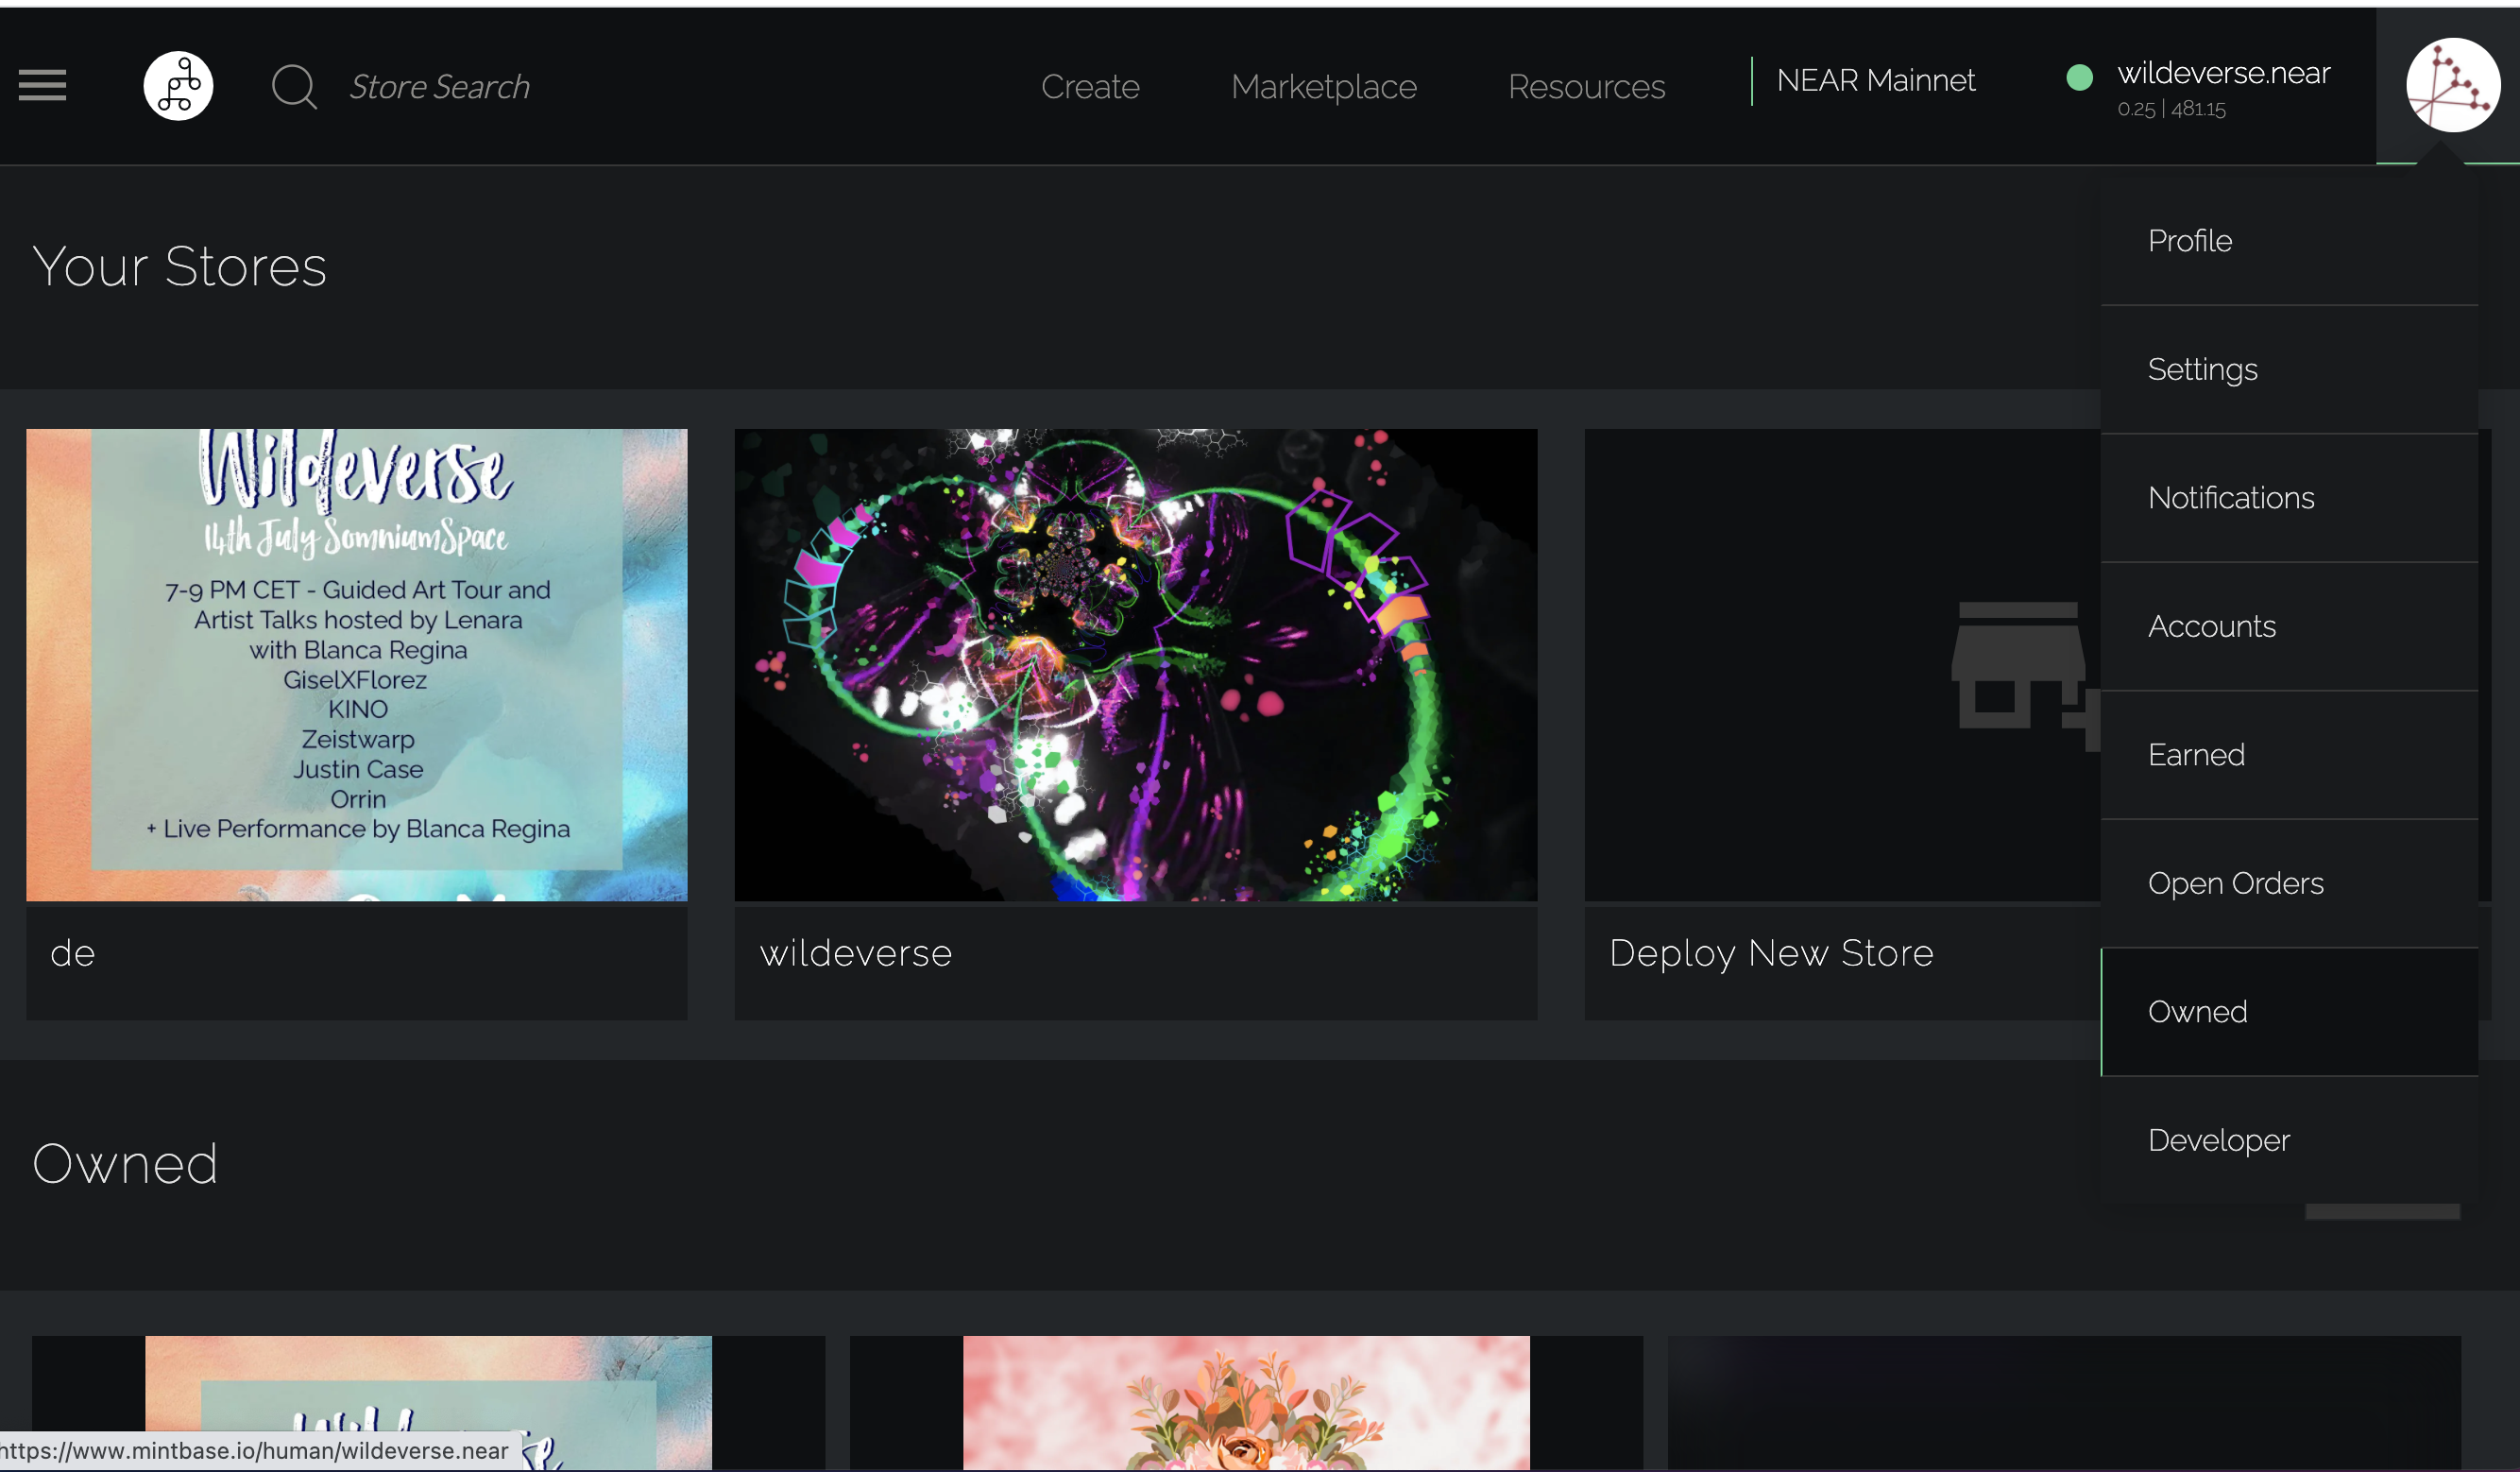 Store Search
Create
Marketplace
Resources
NEAR Mainnet
wildeverse.near
0.25 | 481.15
Your Stores
Profile
Settings
Notifications
Accounts
Earned
Open Orders
Owned
Developer
Wildeverse
14th July SomniumSpace
7-9 PM CET - Guided Art Tour and
Artist Talks hosted by Lenara
with Blanca Regina
GiselXFlorez
KINO
Zeistwarp
Justin Case
Orrin
+ Live Performance by Blanca Regina
de
wildeverse
Deploy New Store
Owned
https://www.mintbase.io/human/wildeverse.near